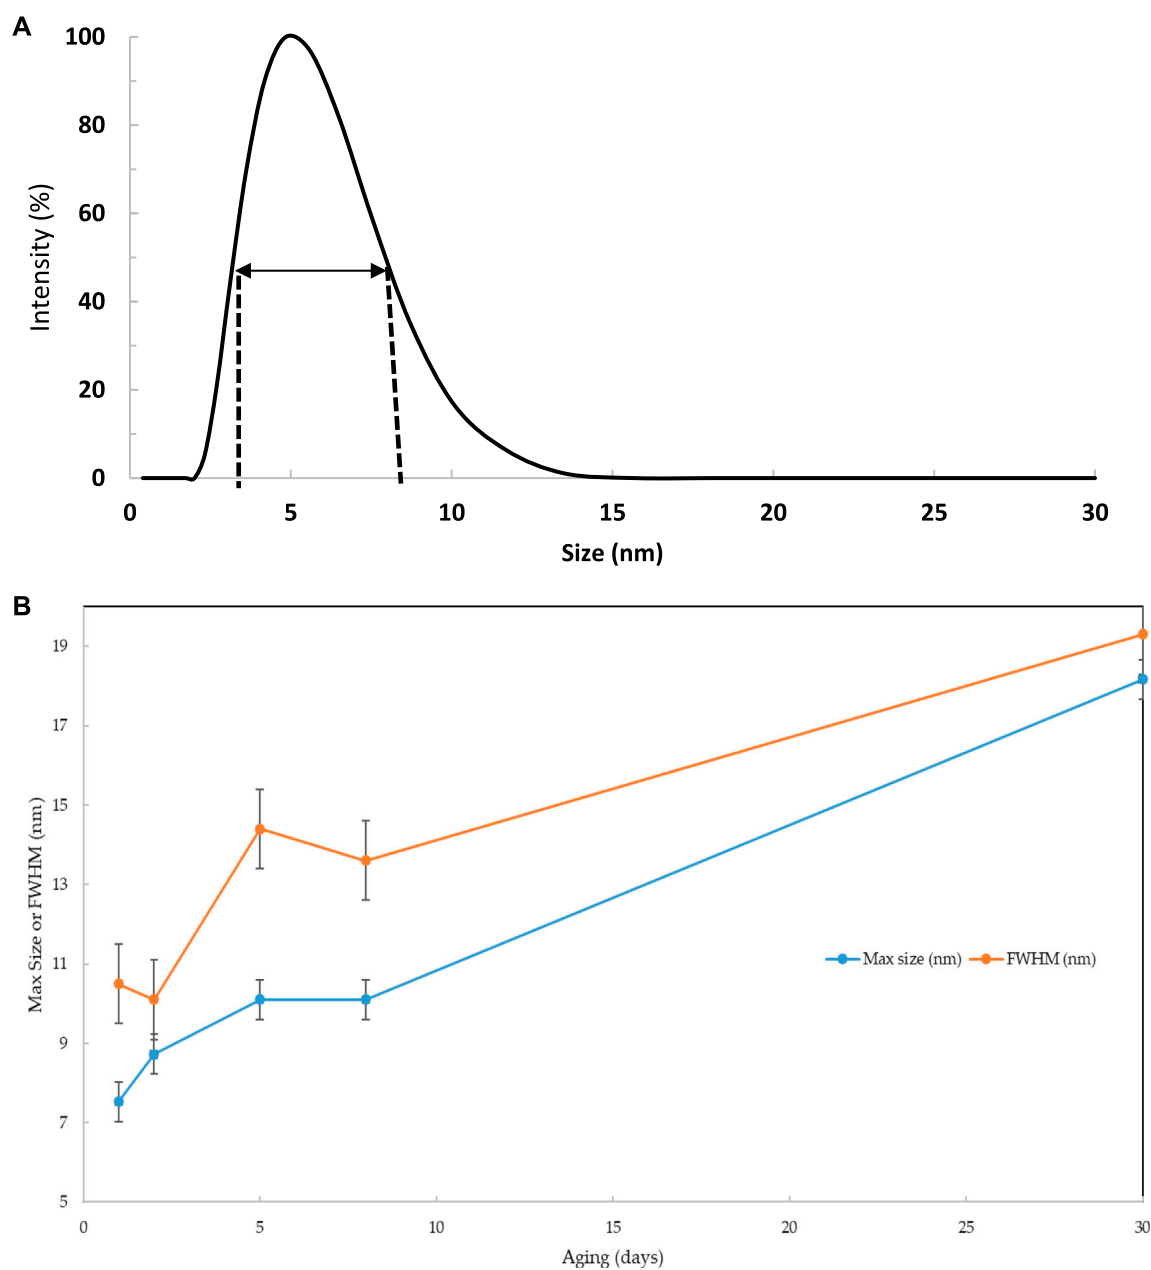 A
100
80
60
40
20
0
Intensity (%)
0 5 10 15 20 25 30
Size (nm)
B
19
17
15
13
11
9
7
5
Max Size or FWHM (nm)
Max size (nm) FWHM (nm)
0 5 10 15 20 25 30
Aging (days)